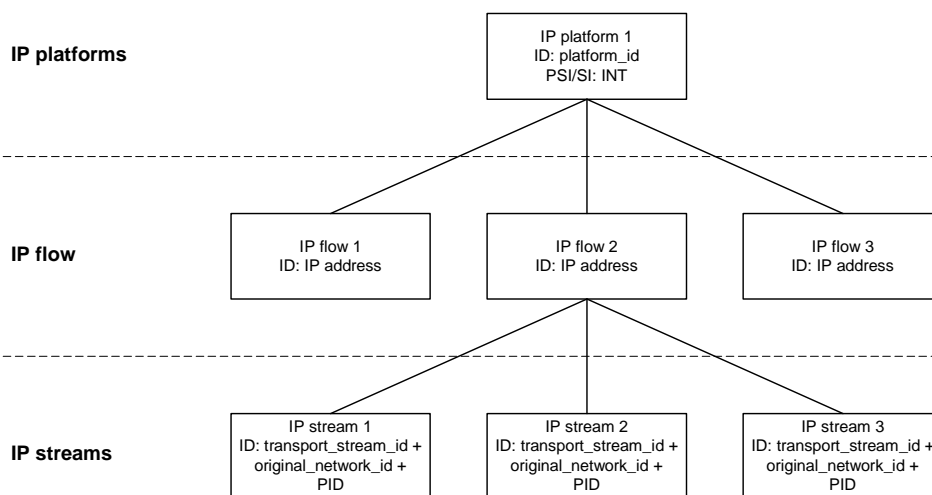 IP platforms
IP platform 1
ID: platform_id
PSI/SI: INT
IP flow
IP flow 1
ID: IP address
IP flow 2
ID: IP address
IP flow 3
ID: IP address
IP streams
IP stream 1
ID: transport_stream_id +
original_network_id +
PID
IP stream 2
ID: transport_stream_id +
original_network_id +
PID
IP stream 3
ID: transport_stream_id +
original_network_id +
PID